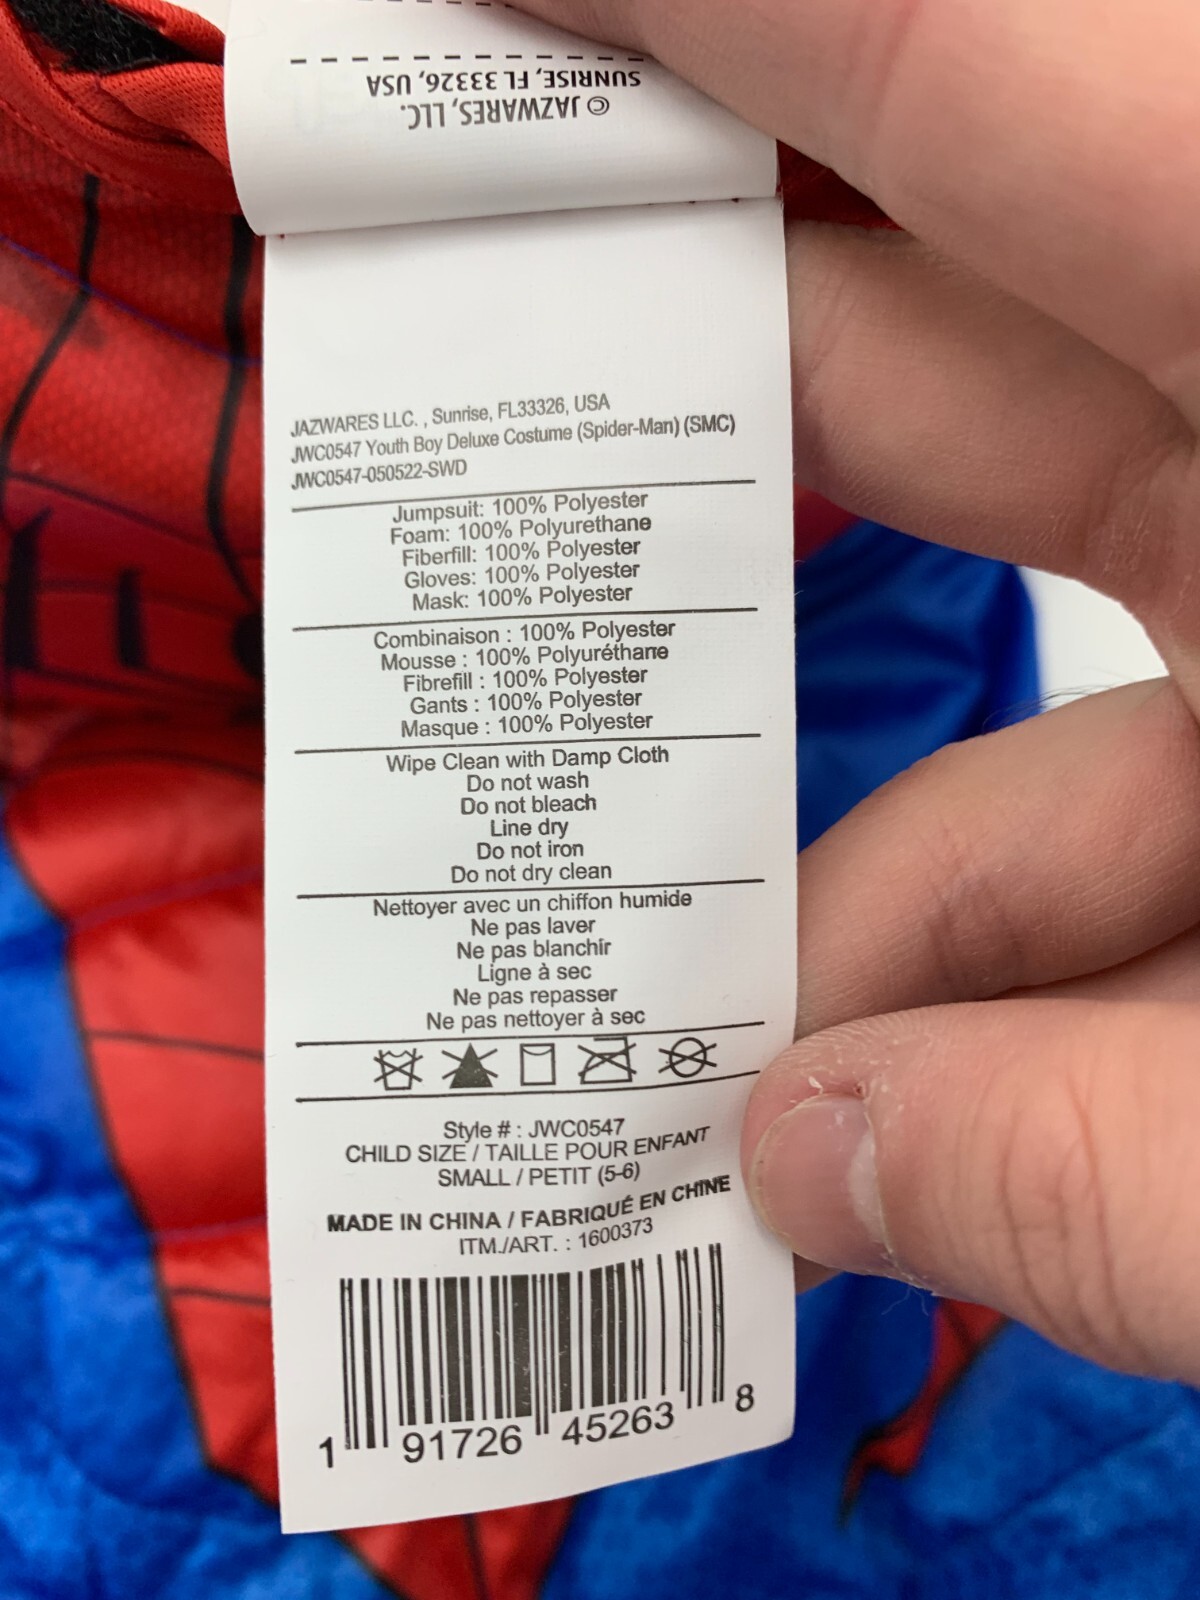 © JAZWARES, LLC.
SUNRISE, FL 33326, USA
JAZWARES LLC. , Sunrise, FL33326, USA
JWC0547 Youth Boy Deluxe Costume (Spider-Man) (SMC)
JWC0547-050522-SWD
Jumpsuit: 100% Polyester
Foam: 100% Polyurethane
Fiberfill: 100% Polyester
Gloves: 100% Polyester
Mask: 100% Polyester
Combinaison : 100% Polyester
Mousse : 100% Polyuréthane
Fibrefill : 100% Polyester
Gants : 100% Polyester
Masque : 100% Polyester
Wipe Clean with Damp Cloth
Do not wash
Do not bleach
Line dry
Do not iron
Do not dry clean
Nettoyer avec un chiffon humide
Ne pas laver
Ne pas blanchir
Ligne à sec
Ne pas repasser
Ne pas nettoyer à sec
Style # : JWC0547
CHILD SIZE / TAILLE POUR ENFANT
SMALL / PETIT (5-6)
MADE IN CHINA / FABRIQUÉ EN CHINE
ITM./ART. : 1600373
1 91726 45263 8